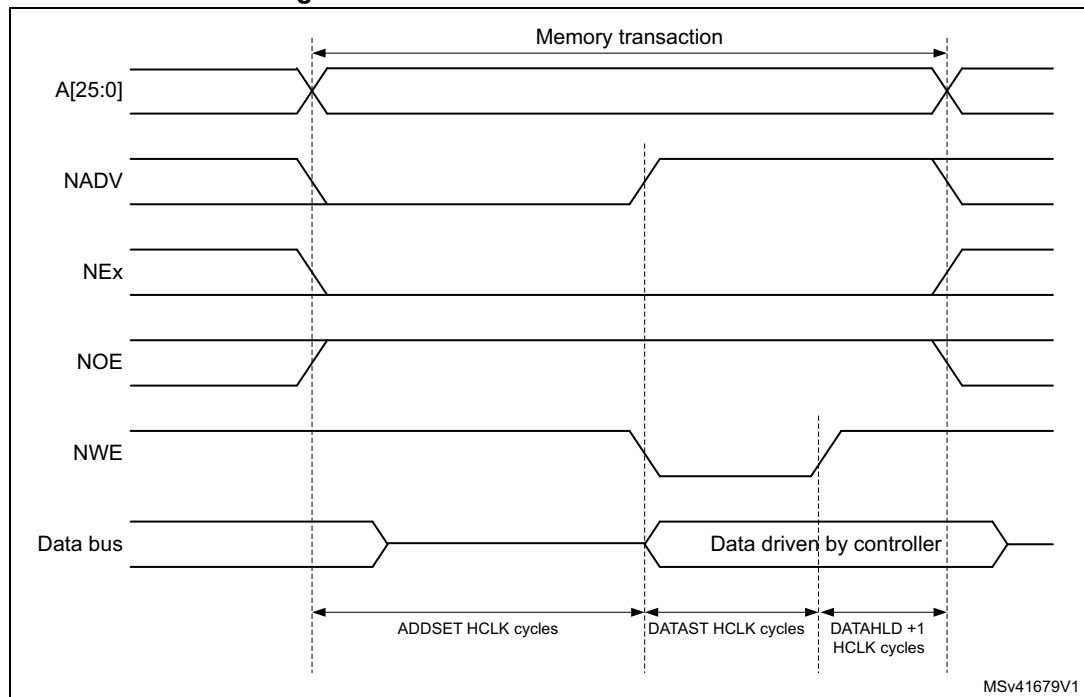 Memory transaction
A[25:0]
NADV
NEx
NOE
NWE
Data bus
Data driven by controller
ADDSET HCLK cycles
DATAST HCLK cycles
DATAHLD +1
HCLK cycles
MSv41679V1